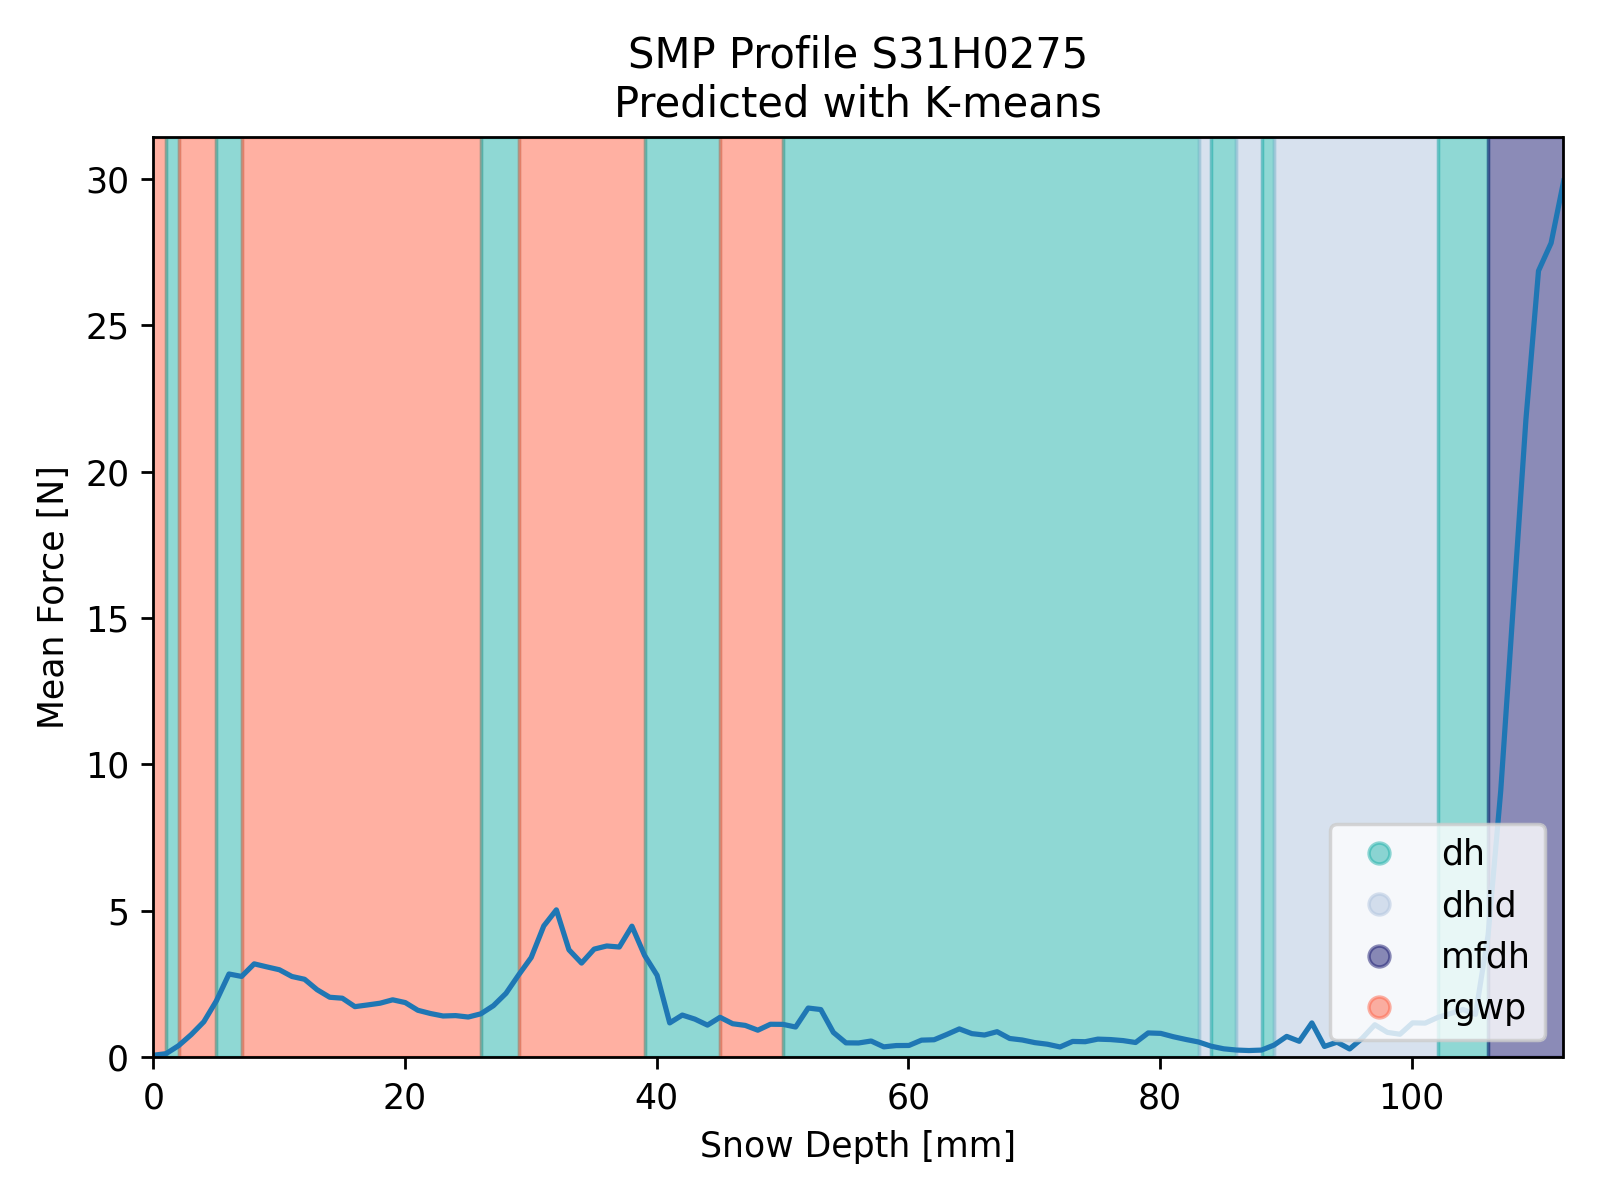 SMP Profile S31H0275
Predicted with K-means
Mean Force [N]
30
25
20
15
10
5
0
0 20 40 60 80 100
Snow Depth [mm]
dh
dhid
mfdh
rgwp